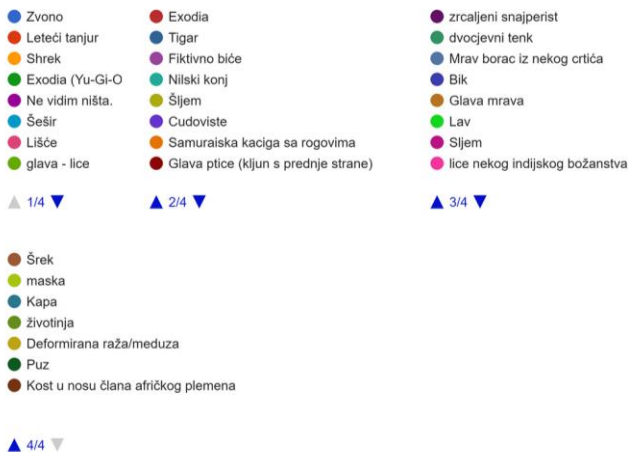 Zvono
Leteći tanjur
Shrek
Exodia (Yu-Gi-O
Ne vidim ništa.
Šešir
Lišće
glava - lice
1/4
Exodia
Tigar
Fiktivno biće
Nilski konj
Šljem
Cudoviste
Samuraiska kaciga sa rogovima
Glava ptice (kljun s prednje strane)
2/4
zrcaljeni snajperist
dvocjevni tenk
Mrav borac iz nekog crtića
Bik
Glava mrava
Lav
Sljem
lice nekog indijskog božanstva
3/4
Šrek
maska
Kapa
životinja
Deformirana raža/meduza
Puz
Kost u nosu člana afričkog plemena
4/4